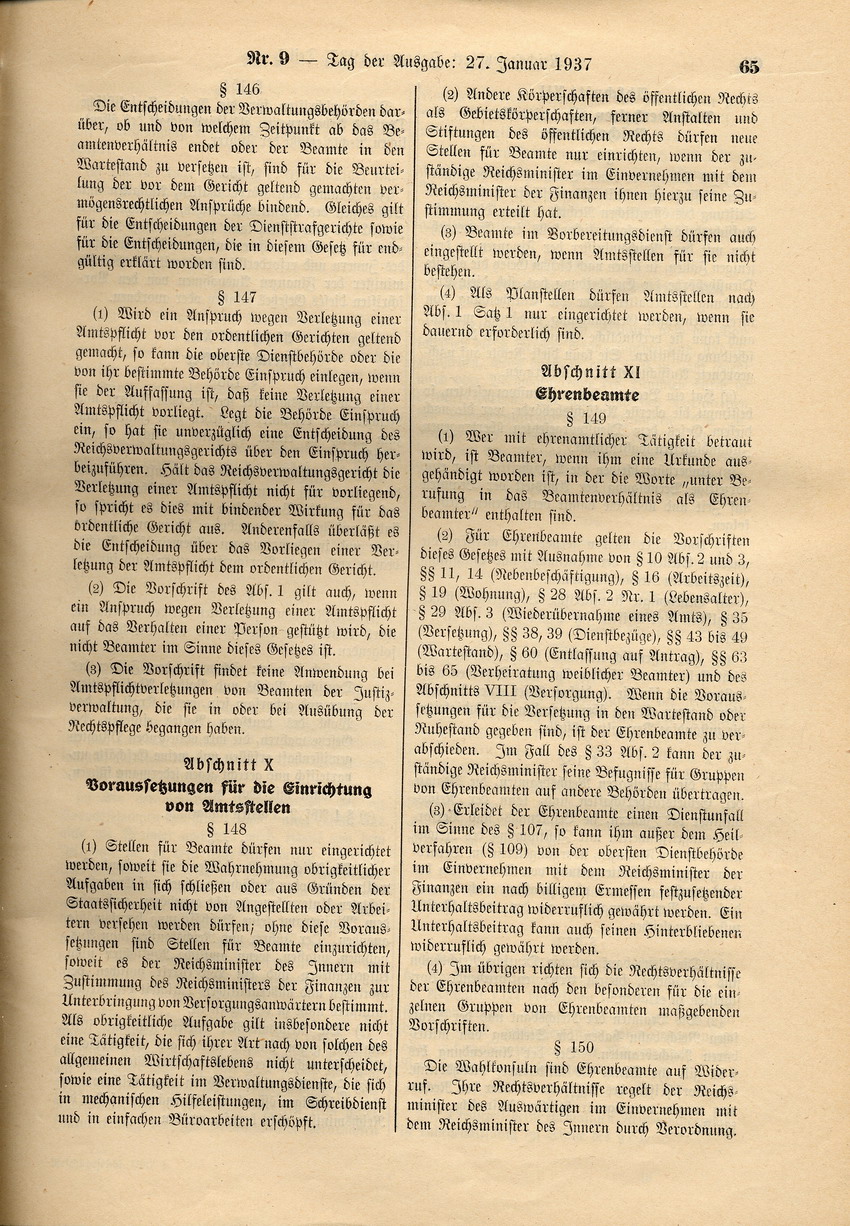 Nr. 9 — Tag der Ausgabe: 27. Januar 1937 65
§ 146
Die Entscheidungen der Verwaltungsbehörden dar-
über, ob und von welchem Zeitpunkt ab das Be-
amtenverhältnis endet oder der Beamte in den
Wartestand zu versetzen ist, sind für die Beurtei-
lung der vor dem Gericht geltend gemachten ver-
mögensrechtlichen Ansprüche bindend. Gleiches gilt
für die Entscheidungen der Dienststrafgerichte sowie
für die Entscheidungen, die in diesem Gesetz für end-
gültig erklärt worden sind.
§ 147
(1) Wird ein Anspruch wegen Verletzung einer
Amtspflicht vor den ordentlichen Gerichten geltend
gemacht, so kann die oberste Dienstbehörde oder die
von ihr bestimmte Behörde Einspruch einlegen, wenn
sie der Auffassung ist, daß keine Verletzung einer
Amtspflicht vorliegt. Legt die Behörde Einspruch
ein, so hat sie unverzüglich eine Entscheidung des
Reichsverwaltungsgerichts über den Einspruch her-
beizuführen. Hält das Reichsverwaltungsgericht die
Verletzung einer Amtspflicht nicht für vorliegend,
so spricht es dies mit bindender Wirkung für das
ordentliche Gericht aus. Anderenfalls überläßt es
die Entscheidung über das Vorliegen einer Ver-
letzung der Amtspflicht dem ordentlichen Gericht.
(2) Die Vorschrift des Abs. 1 gilt auch, wenn
ein Anspruch wegen Verletzung einer Amtspflicht
auf das Verhalten einer Person gestützt wird, die
nicht Beamter im Sinne dieses Gesetzes ist.
(3) Die Vorschrift findet keine Anwendung bei
Amtspflichtverletzungen von Beamten der Justiz-
verwaltung, die sie in oder bei Ausübung der
Rechtspflege begangen haben.
Abschnitt X
Voraussetzungen für die Einrichtung
von Amtsstellen
§ 148
(1) Stellen für Beamte dürfen nur eingerichtet
werden, soweit sie die Wahrnehmung obrigkeitlicher
Aufgaben in sich schließen oder aus Gründen der
Staatssicherheit nicht von Angestellten oder Arbei-
tern versehen werden dürfen; ohne diese Voraus-
setzungen sind Stellen für Beamte einzurichten,
soweit es der Reichsminister des Innern mit
Zustimmung des Reichsministers der Finanzen zur
Unterbringung von Versorgungsanwärtern bestimmt.
Als obrigkeitliche Aufgabe gilt insbesondere nicht
eine Tätigkeit, die sich ihrer Art nach von solchen des
allgemeinen Wirtschaftslebens nicht unterscheidet,
sowie eine Tätigkeit im Verwaltungsdienste, die sich
in mechanischen Hilfeleistungen, im Schreibdienst
und in einfachen Büroarbeiten erschöpft.
(2) Andere Körperschaften des öffentlichen Rechts
als Gebietskörperschaften, ferner Anstalten und
Stiftungen des öffentlichen Rechts dürfen neue
Stellen für Beamte nur einrichten, wenn der zu-
ständige Reichsminister im Einvernehmen mit dem
Reichsminister der Finanzen ihnen hierzu seine Zu-
stimmung erteilt hat.
(3) Beamte im Vorbereitungsdienst dürfen auch
eingestellt werden, wenn Amtsstellen für sie nicht
bestehen.
(4) Als Planstellen dürfen Amtsstellen nach
Abs. 1 Satz 1 nur eingerichtet werden, wenn sie
dauernd erforderlich sind.
Abschnitt XI
Ehrenbeamte
§ 149
(1) Wer mit ehrenamtlicher Tätigkeit betraut
wird, ist Beamter, wenn ihm eine Urkunde aus-
gehändigt worden ist, in der die Worte „unter Be-
rufung in das Beamtenverhältnis als Ehren-
beamter“ enthalten sind.
(2) Für Ehrenbeamte gelten die Vorschriften
dieses Gesetzes mit Ausnahme von § 10 Abs. 2 und 3,
§§ 11, 14 (Nebenbeschäftigung), § 16 (Arbeitszeit),
§ 19 (Wohnung), § 28 Abs. 2 Nr. 1 (Lebensalter),
§ 29 Abs. 3 (Wiederübernahme eines Amts), § 35
(Versetzung), §§ 38, 39 (Dienstbezüge), §§ 43 bis 49
(Wartestand), § 60 (Entlassung auf Antrag), §§ 63
bis 65 (Verheiratung weiblicher Beamter) und des
Abschnitts VIII (Versorgung). Wenn die Voraus-
setzungen für die Versetzung in den Wartestand oder
Ruhestand gegeben sind, ist der Ehrenbeamte zu ver-
abschieden. Im Fall des § 33 Abs. 2 kann der zu-
ständige Reichsminister seine Befugnisse für Gruppen
von Ehrenbeamten auf andere Behörden übertragen.
(3) Erleidet der Ehrenbeamte einen Dienstunfall
im Sinne des § 107, so kann ihm außer dem Heil-
verfahren (§ 109) von der obersten Dienstbehörde
im Einvernehmen mit dem Reichsminister der
Finanzen ein nach billigem Ermessen festzusetzender
Unterhaltsbeitrag widerruflich gewährt werden. Ein
Unterhaltsbeitrag kann auch seinen Hinterbliebenen
widerruflich gewährt werden.
(4) Im übrigen richten sich die Rechtsverhältnisse
der Ehrenbeamten nach den besonderen für die ein-
zelnen Gruppen von Ehrenbeamten maßgebenden
Vorschriften.
§ 150
Die Wahlkonsuln sind Ehrenbeamte auf Wider-
ruf. Ihre Rechtsverhältnisse regelt der Reichs-
minister des Auswärtigen im Einvernehmen mit
dem Reichsminister des Innern durch Verordnung.